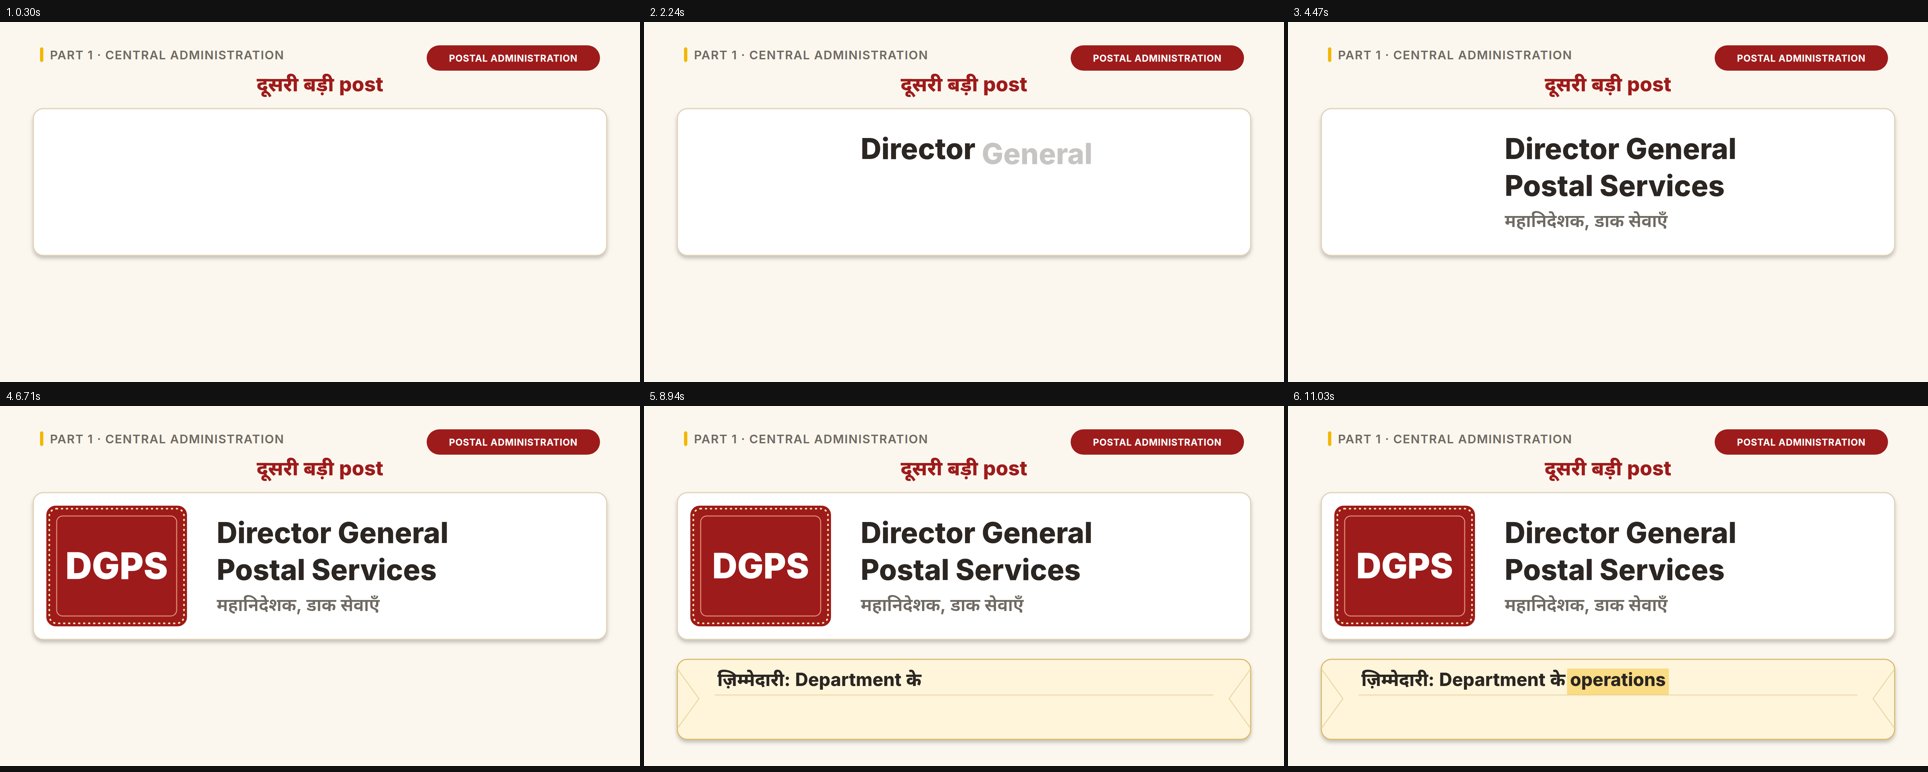 1. 0.30s
PART 1 · CENTRAL ADMINISTRATION
POSTAL ADMINISTRATION
दूसरी बड़ी post
2. 2.24s
PART 1 · CENTRAL ADMINISTRATION
POSTAL ADMINISTRATION
दूसरी बड़ी post
Director General
3. 4.47s
PART 1 · CENTRAL ADMINISTRATION
POSTAL ADMINISTRATION
दूसरी बड़ी post
Director General
Postal Services
महानिदेशक, डाक सेवाएँ
4. 6.71s
PART 1 · CENTRAL ADMINISTRATION
POSTAL ADMINISTRATION
दूसरी बड़ी post
DGPS
Director General
Postal Services
महानिदेशक, डाक सेवाएँ
5. 8.94s
PART 1 · CENTRAL ADMINISTRATION
POSTAL ADMINISTRATION
दूसरी बड़ी post
DGPS
Director General
Postal Services
महानिदेशक, डाक सेवाएँ
ज़िम्मेदारी: Department के
6. 11.03s
PART 1 · CENTRAL ADMINISTRATION
POSTAL ADMINISTRATION
दूसरी बड़ी post
DGPS
Director General
Postal Services
महानिदेशक, डाक सेवाएँ
ज़िम्मेदारी: Department के operations